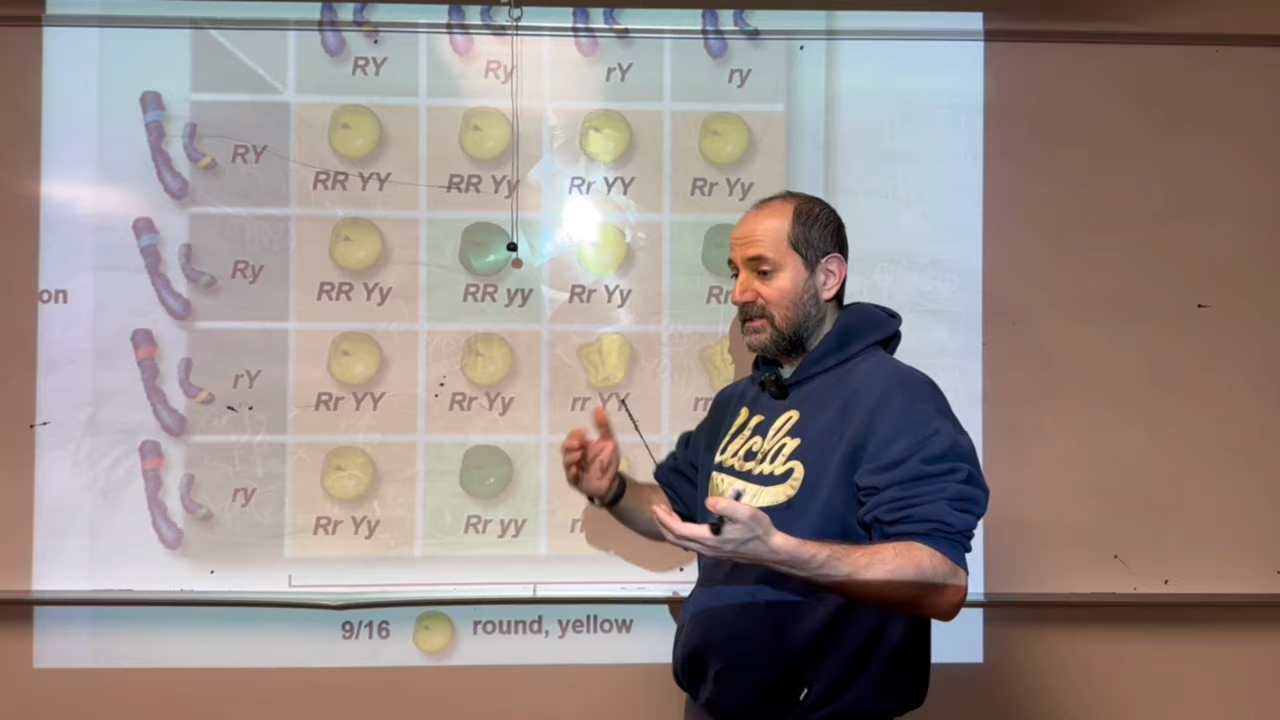 RY Ry rY ry
RY RR YY RR Yy Rr YY Rr Yy
Ry RR Yy RR yy Rr Yy
on
rY Rr YY Rr Yy rr YY
ry Rr Yy Rr yy
Ucla
9/16 round, yellow